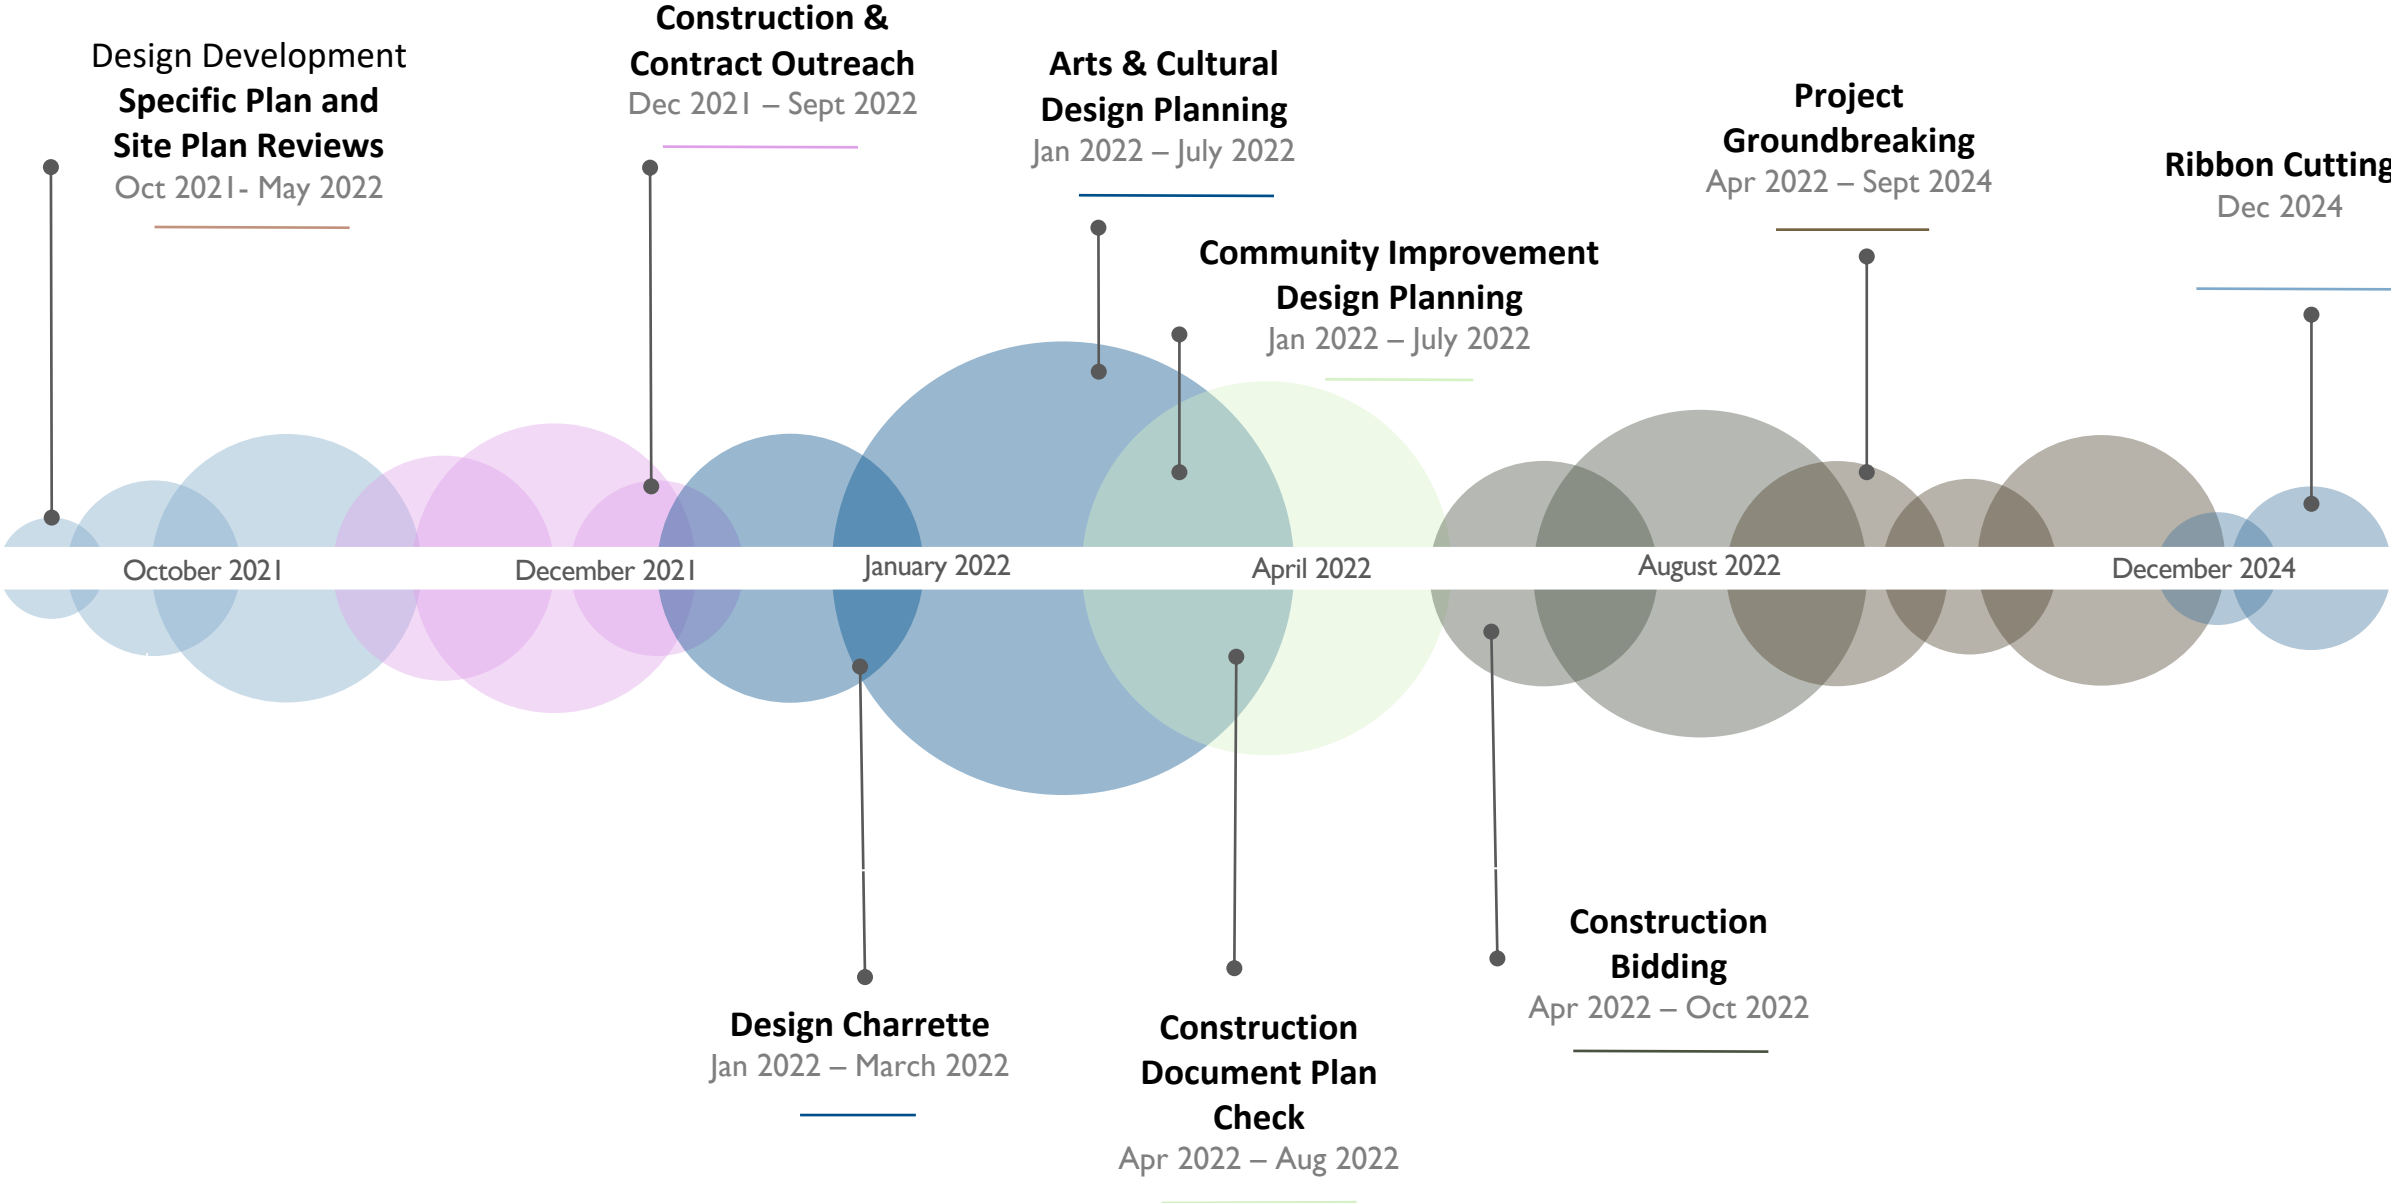 Design Development
Specific Plan and
Site Plan Reviews
Oct 2021- May 2022
Construction &
Contract Outreach
Dec 2021 – Sept 2022
Arts & Cultural
Design Planning
Jan 2022 – July 2022
Community Improvement
Design Planning
Jan 2022 – July 2022
Project
Groundbreaking
Apr 2022 – Sept 2024
Ribbon Cutting
Dec 2024
October 2021
December 2021
January 2022
April 2022
August 2022
December 2024
Design Charrette
Jan 2022 – March 2022
Construction
Document Plan
Check
Apr 2022 – Aug 2022
Construction
Bidding
Apr 2022 – Oct 2022